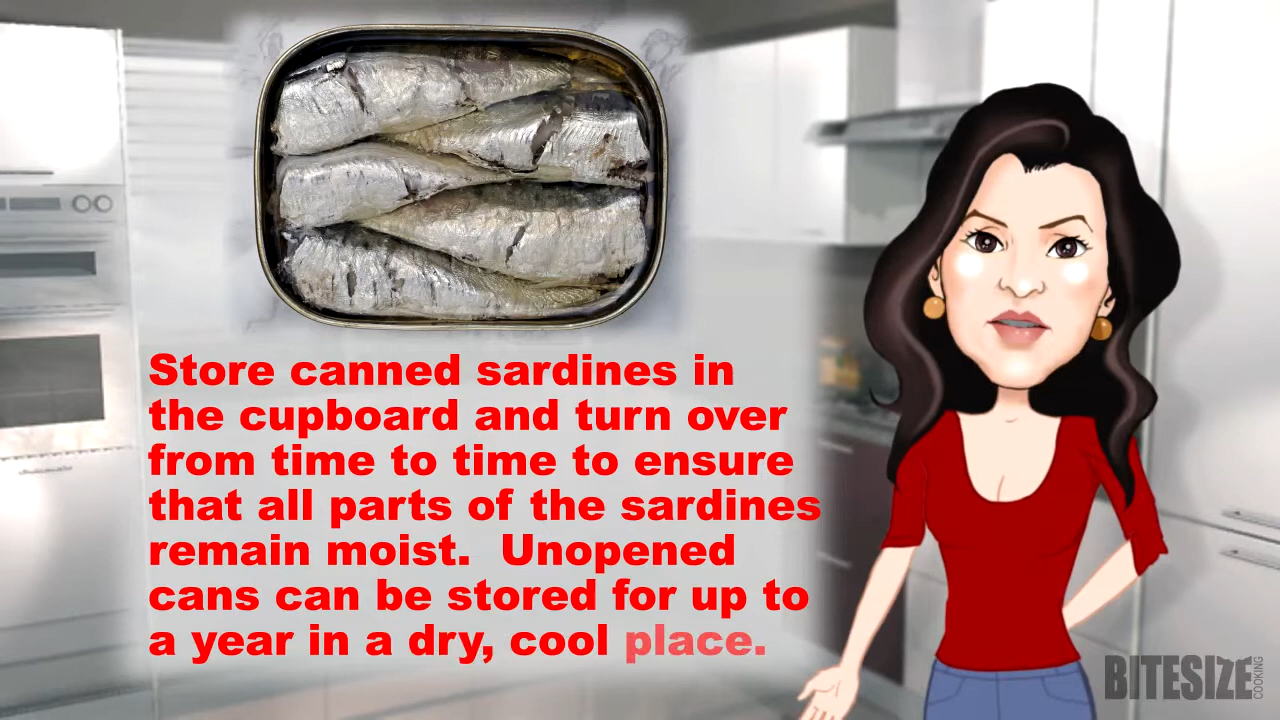 Store canned sardines in
the cupboard and turn over
from time to time to ensure
that all parts of the sardines
remain moist.  Unopened
cans can be stored for up to
a year in a dry, cool place.
BITESIZE
COOKING